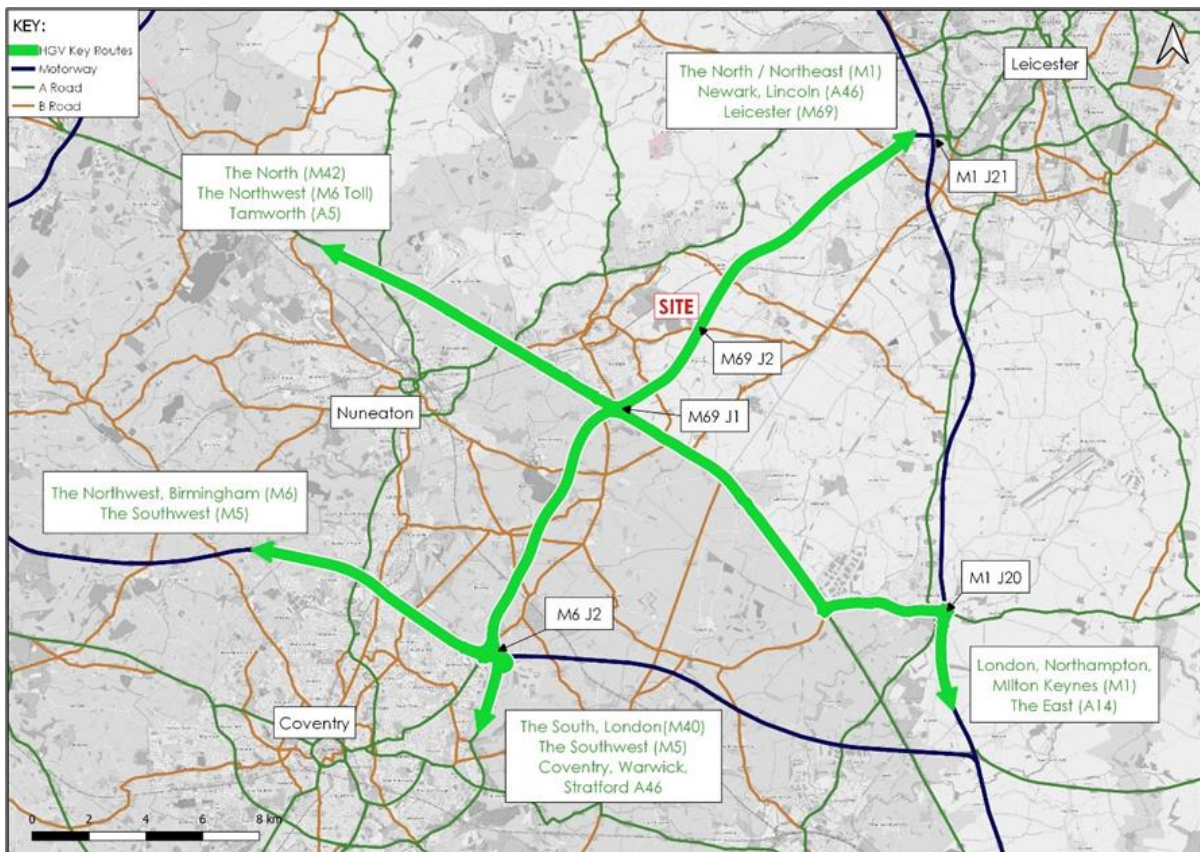 KEY:
HGV Key Routes
Motorway
A Road
B Road
The North / Northeast (M1)
Newark, Lincoln (A46)
Leicester (M69)
Leicester
M1 J21
The North (M42)
The Northwest (M6 Toll)
Tamworth (A5)
SITE
M69 J2
M69 J1
Nuneaton
The Northwest, Birmingham (M6)
The Southwest (M5)
M1 J20
M6 J2
London, Northampton,
Milton Keynes (M1)
The East (A14)
Coventry
The South, London(M40)
The Southwest (M5)
Coventry, Warwick,
Stratford A46
0 2 4 6 8 km